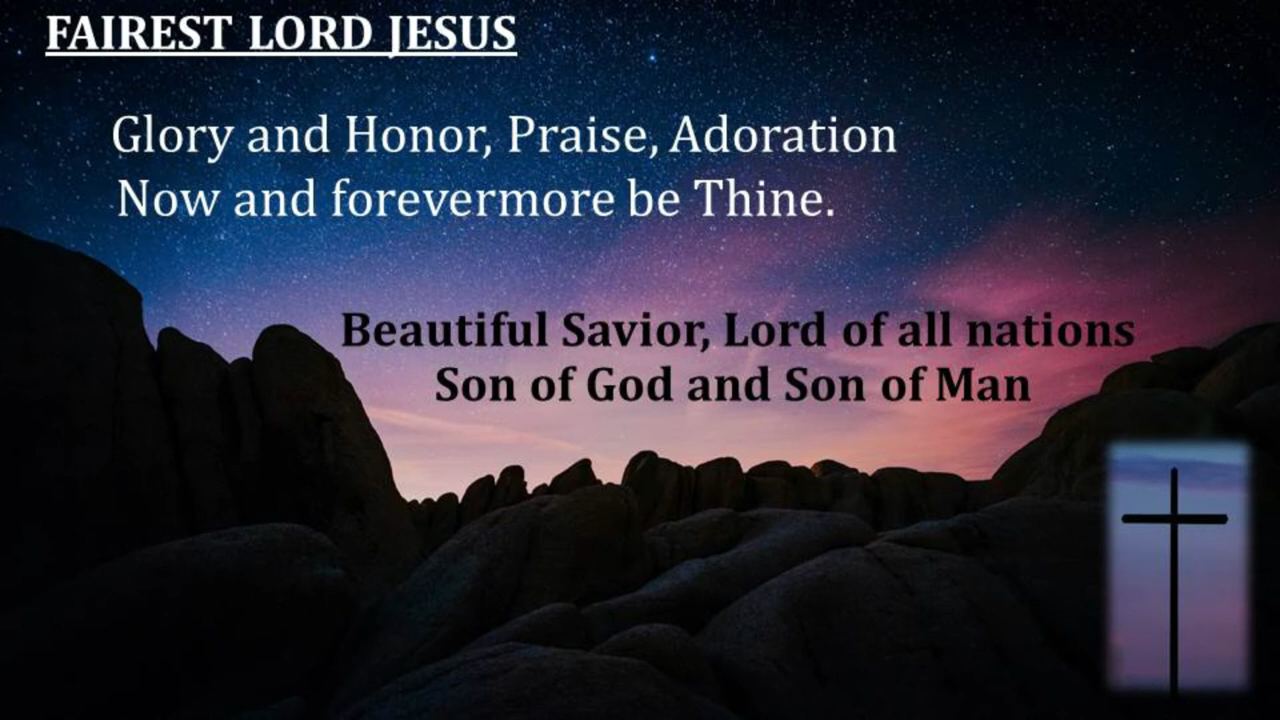 FAIREST LORD JESUS
Glory and Honor, Praise, Adoration
Now and forevermore be Thine.
Beautiful Savior, Lord of all nations
Son of God and Son of Man